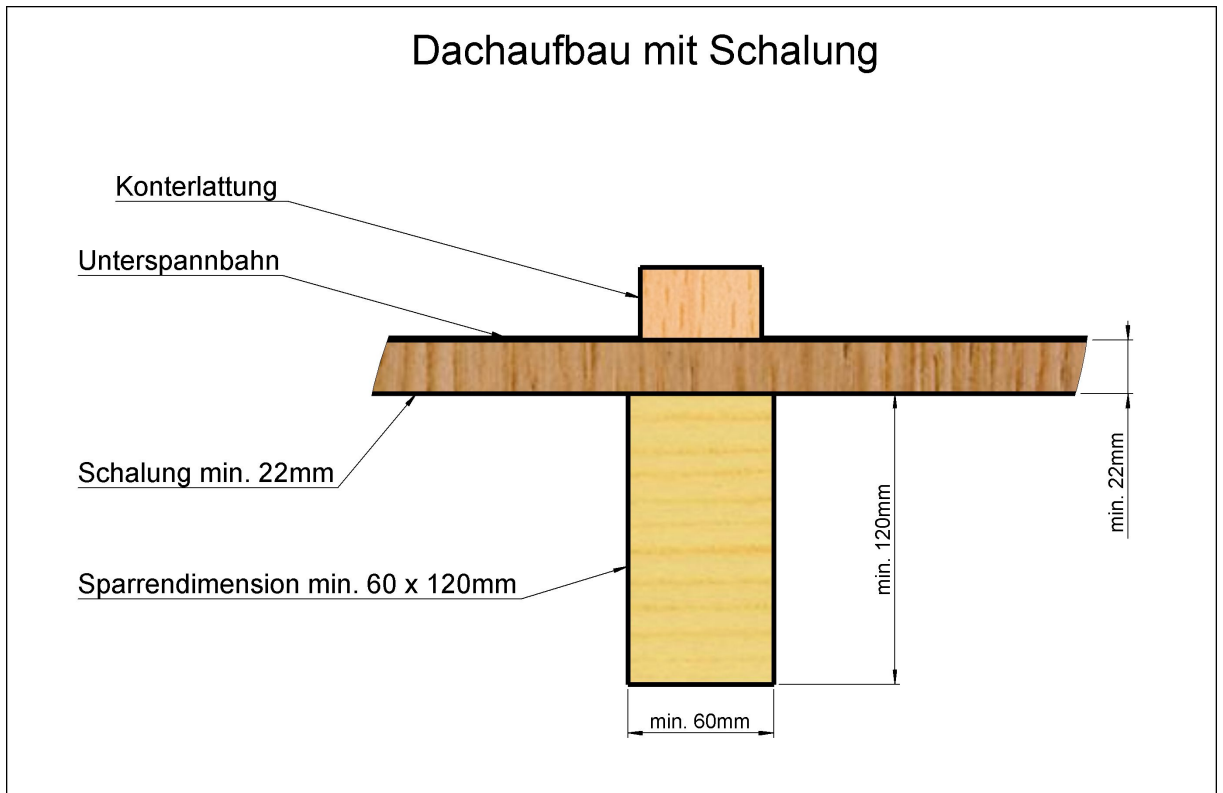 Dachaufbau mit Schalung
Konterlattung
Unterspannbahn
Schalung min. 22mm
Sparrendimension min. 60 x 120mm
min. 120mm
min. 22mm
min. 60mm